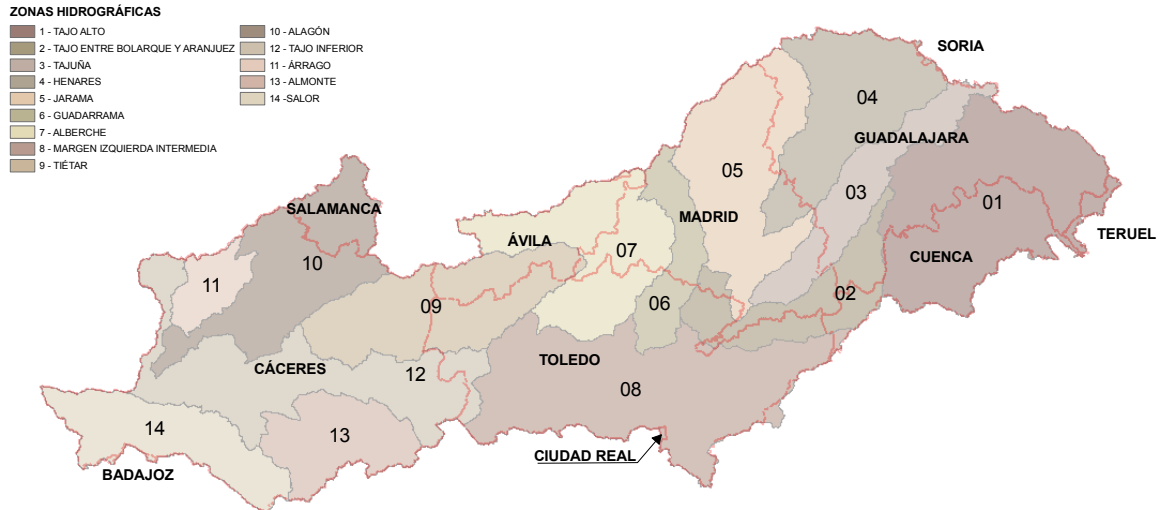 ZONAS HIDROGRÁFICAS
1 - TAJO ALTO
2 - TAJO ENTRE BOLARQUE Y ARANJUEZ
3 - TAJUÑA
4 - HENARES
5 - JARAMA
6 - GUADARRAMA
7 - ALBERCHE
8 - MARGEN IZQUIERDA INTERMEDIA
9 - TIÉTAR
10 - ALAGÓN
12 - TAJO INFERIOR
11 - ÁRRAGO
13 - ALMONTE
14 -SALOR
SORIA
04
GUADALAJARA
05
03
01
SALAMANCA
MADRID
TERUEL
ÁVILA
07
CUENCA
10
11
02
09
06
TOLEDO
CÁCERES
12
08
14
13
CIUDAD REAL
BADAJOZ